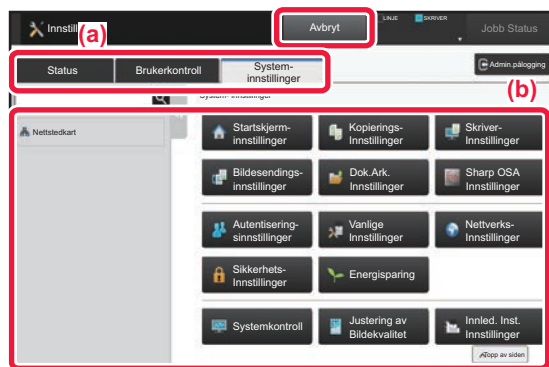 Innstill
(a)
Avbryt
LINJE
SKRIVER
Jobb Status
Status
Brukerkontroll
System-
innstillinger
Admin.pålogging
(b)
Nettstedkart
Startskjerm-
innstillinger
Kopierings-
Innstillinger
Skriver-
Innstillinger
Bildesendings-
innstillinger
Dok.Ark.
Innstillinger
Sharp OSA
Innstillinger
Autentisering-
sinnstillinger
Vanlige
Innstillinger
Nettverks-
Innstillinger
Sikkerhets-
Innstillinger
Energisparing
Systemkontroll
Justering av
Bildekvalitet
Innled. Inst.
Innstillinger
Topp av siden